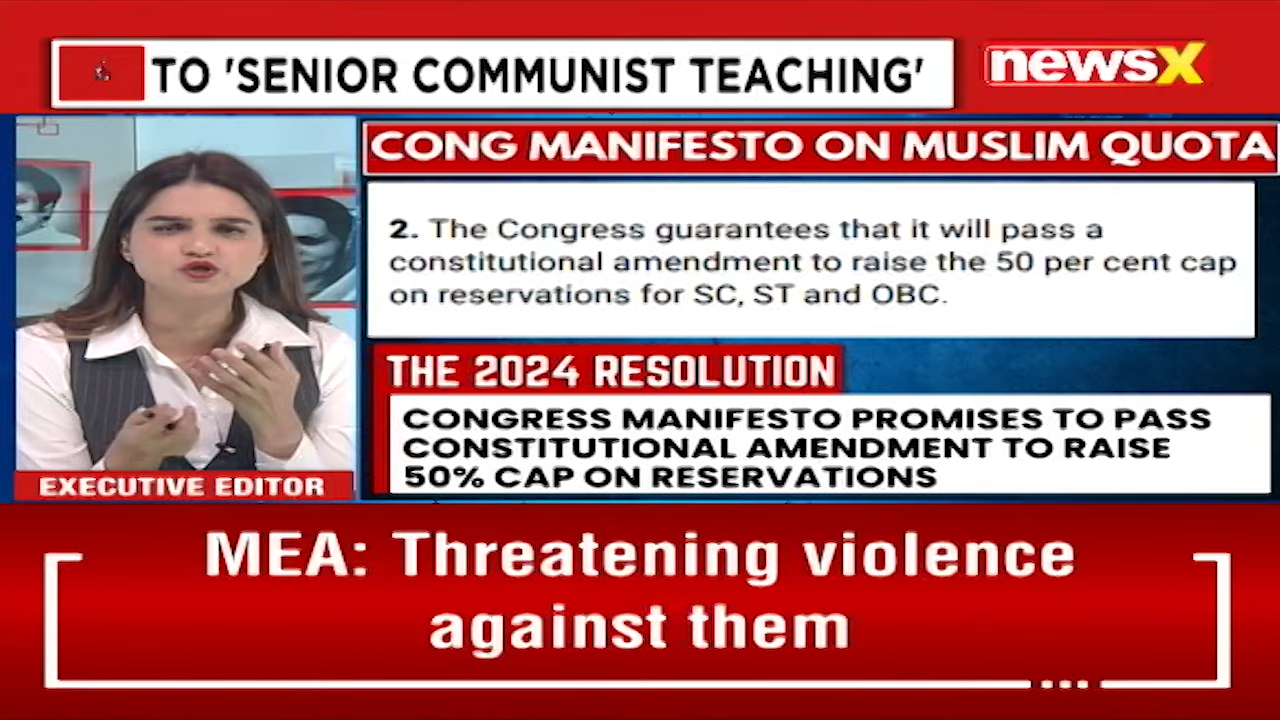 TO 'SENIOR COMMUNIST TEACHING'
newsX
CONG MANIFESTO ON MUSLIM QUOTA
2. The Congress guarantees that it will pass a
constitutional amendment to raise the 50 per cent cap
on reservations for SC, ST and OBC.
THE 2024 RESOLUTION
CONGRESS MANIFESTO PROMISES TO PASS
CONSTITUTIONAL AMENDMENT TO RAISE
50% CAP ON RESERVATIONS
EXECUTIVE EDITOR
MEA: Threatening violence
against them